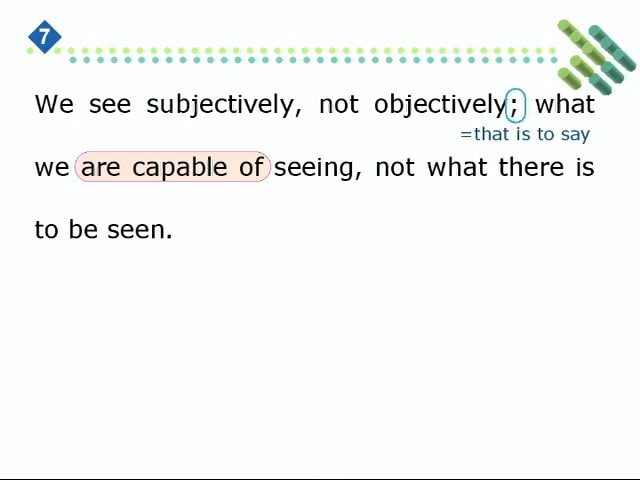 7
We see subjectively, not objectively; what
=that is to say
we are capable of seeing, not what there is
to be seen.